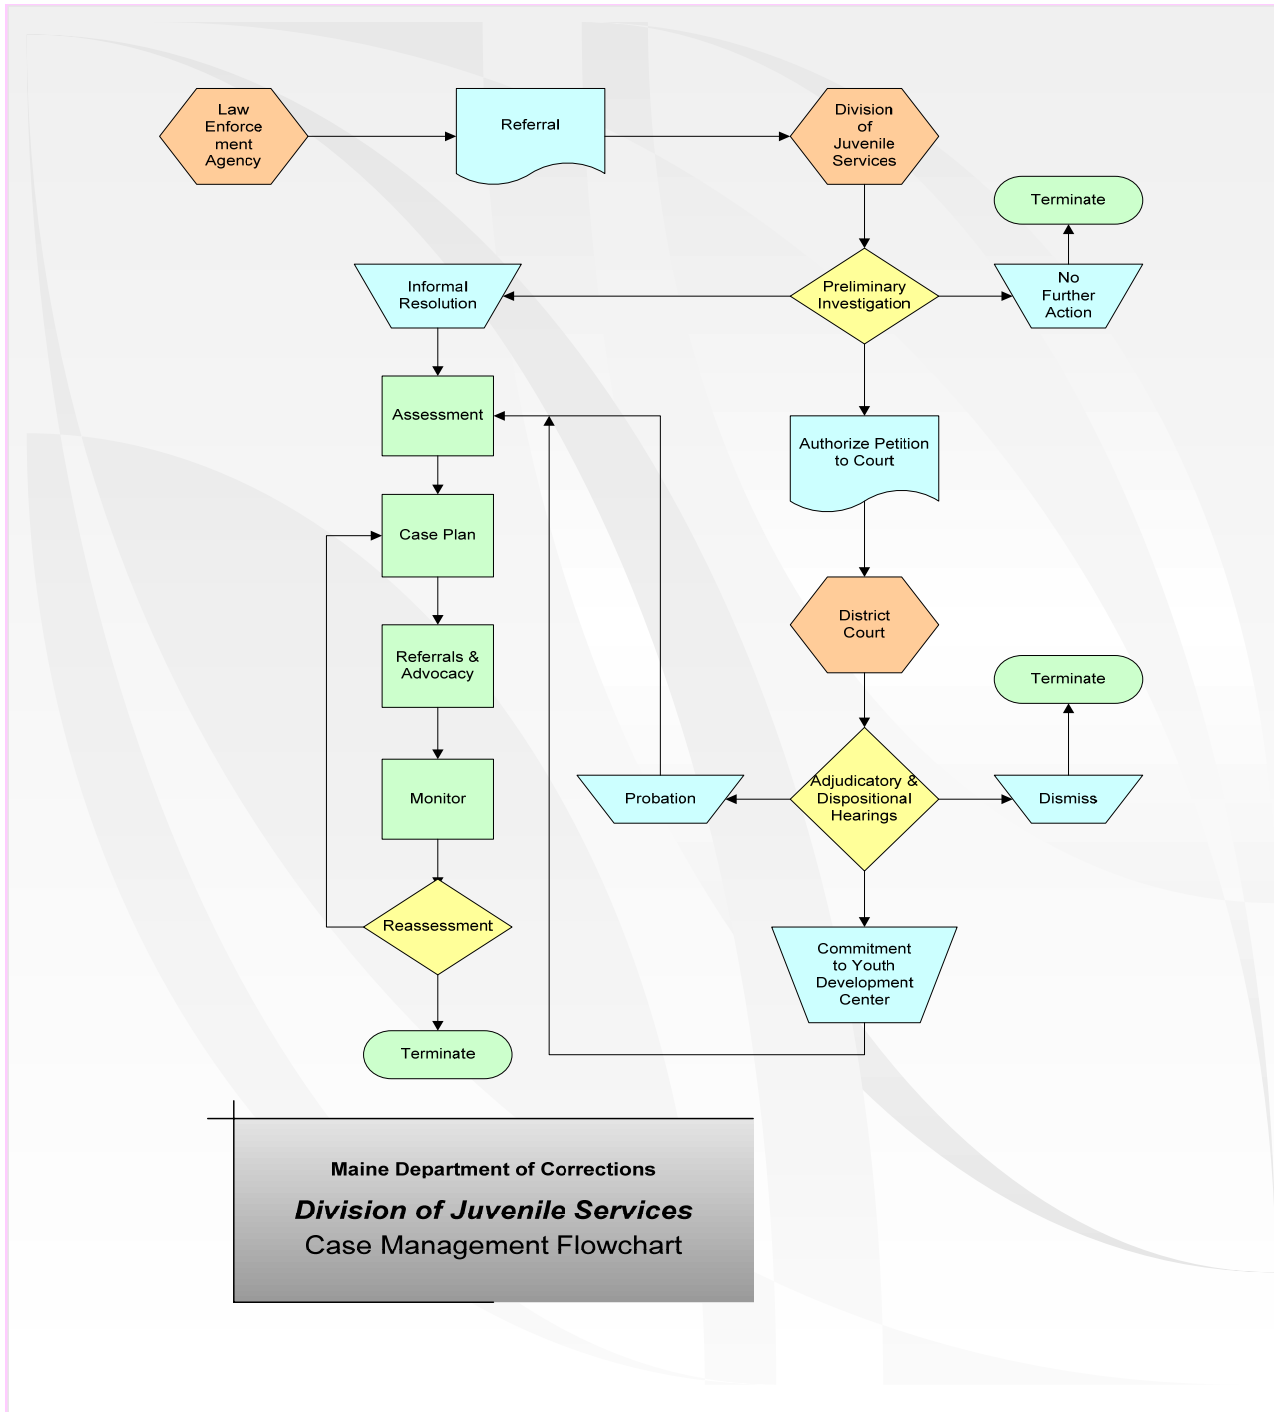 Law
Enforce
ment
Agency
Referral
Division
of
Juvenile
Services
Terminate
Informal
Resolution
Preliminary
Investigation
No
Further
Action
Assessment
Authorize Petition
to Court
Case Plan
District
Court
Referrals &
Advocacy
Terminate
Monitor
Probation
Adjudicatory &
Dispositional
Hearings
Dismiss
Reassessment
Commitment
to Youth
Development
Center
Terminate
Maine Department of Corrections
Division of Juvenile Services
Case Management Flowchart